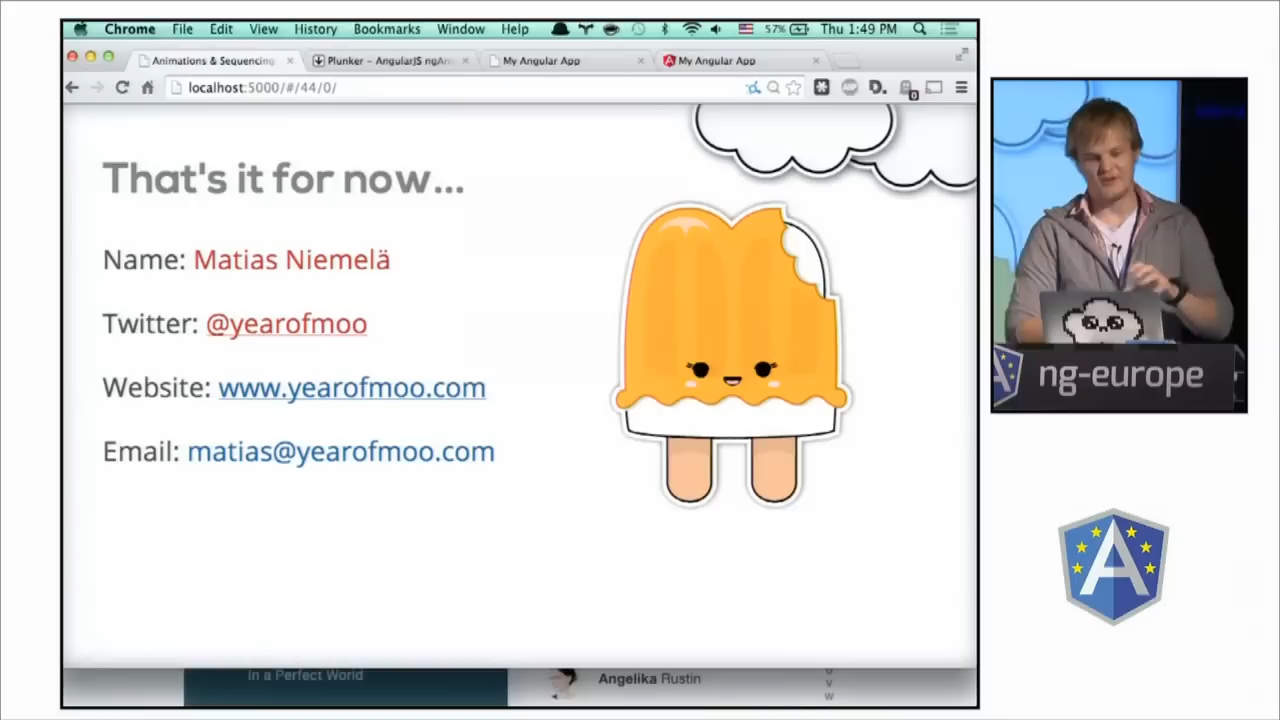 Chrome File Edit View History Bookmarks Window Help 57% Thu 1:49 PM
Animations & Sequencing Plunker - AngularJS ngAni My Angular App My Angular App
localhost:5000/#/44/0/
That's it for now...
Name: Matias Niemelä
Twitter: @yearofmoo
Website: www.yearofmoo.com
Email: matias@yearofmoo.com
in a Perfect World
Angelika Rustin
v
w
ng-europe
A